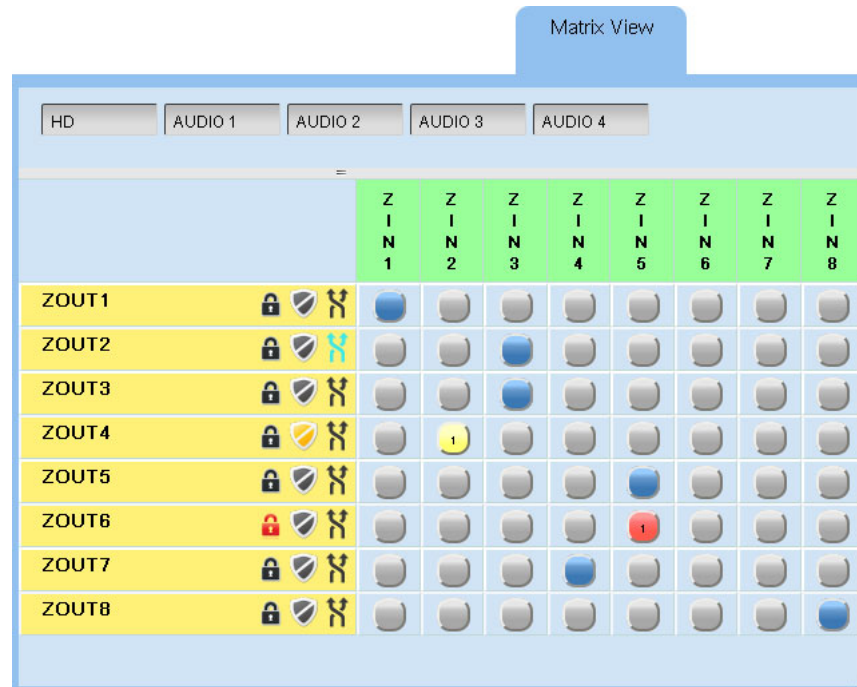 Matrix View
HD AUDIO 1 AUDIO 2 AUDIO 3 AUDIO 4
ZIN1 ZIN2 ZIN3 ZIN4 ZIN5 ZIN6 ZIN7 ZIN8
ZOUT1
ZOUT2
ZOUT3
ZOUT4 1
ZOUT5
ZOUT6 1
ZOUT7
ZOUT8